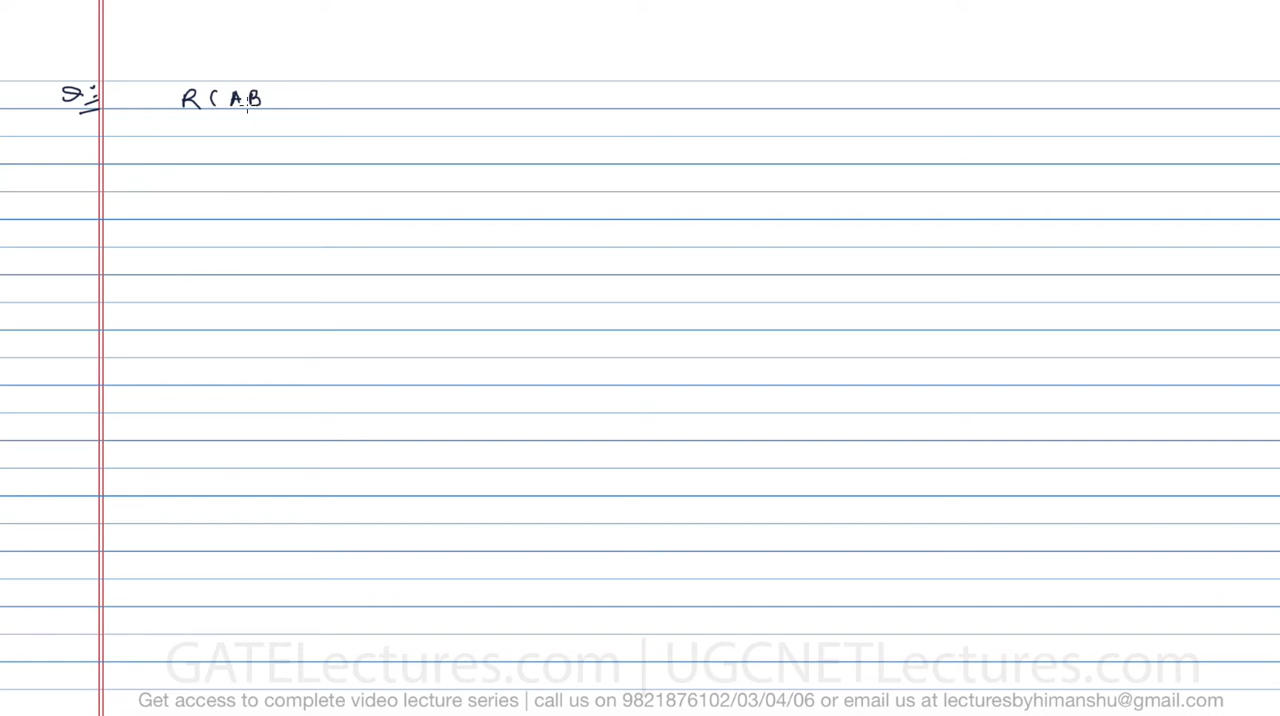 Q: R ( AB
GATELectures.com | UGCNETLectures.com
Get access to complete video lecture series | call us on 9821876102/03/04/06 or email us at lecturesbyhimanshu@gmail.com